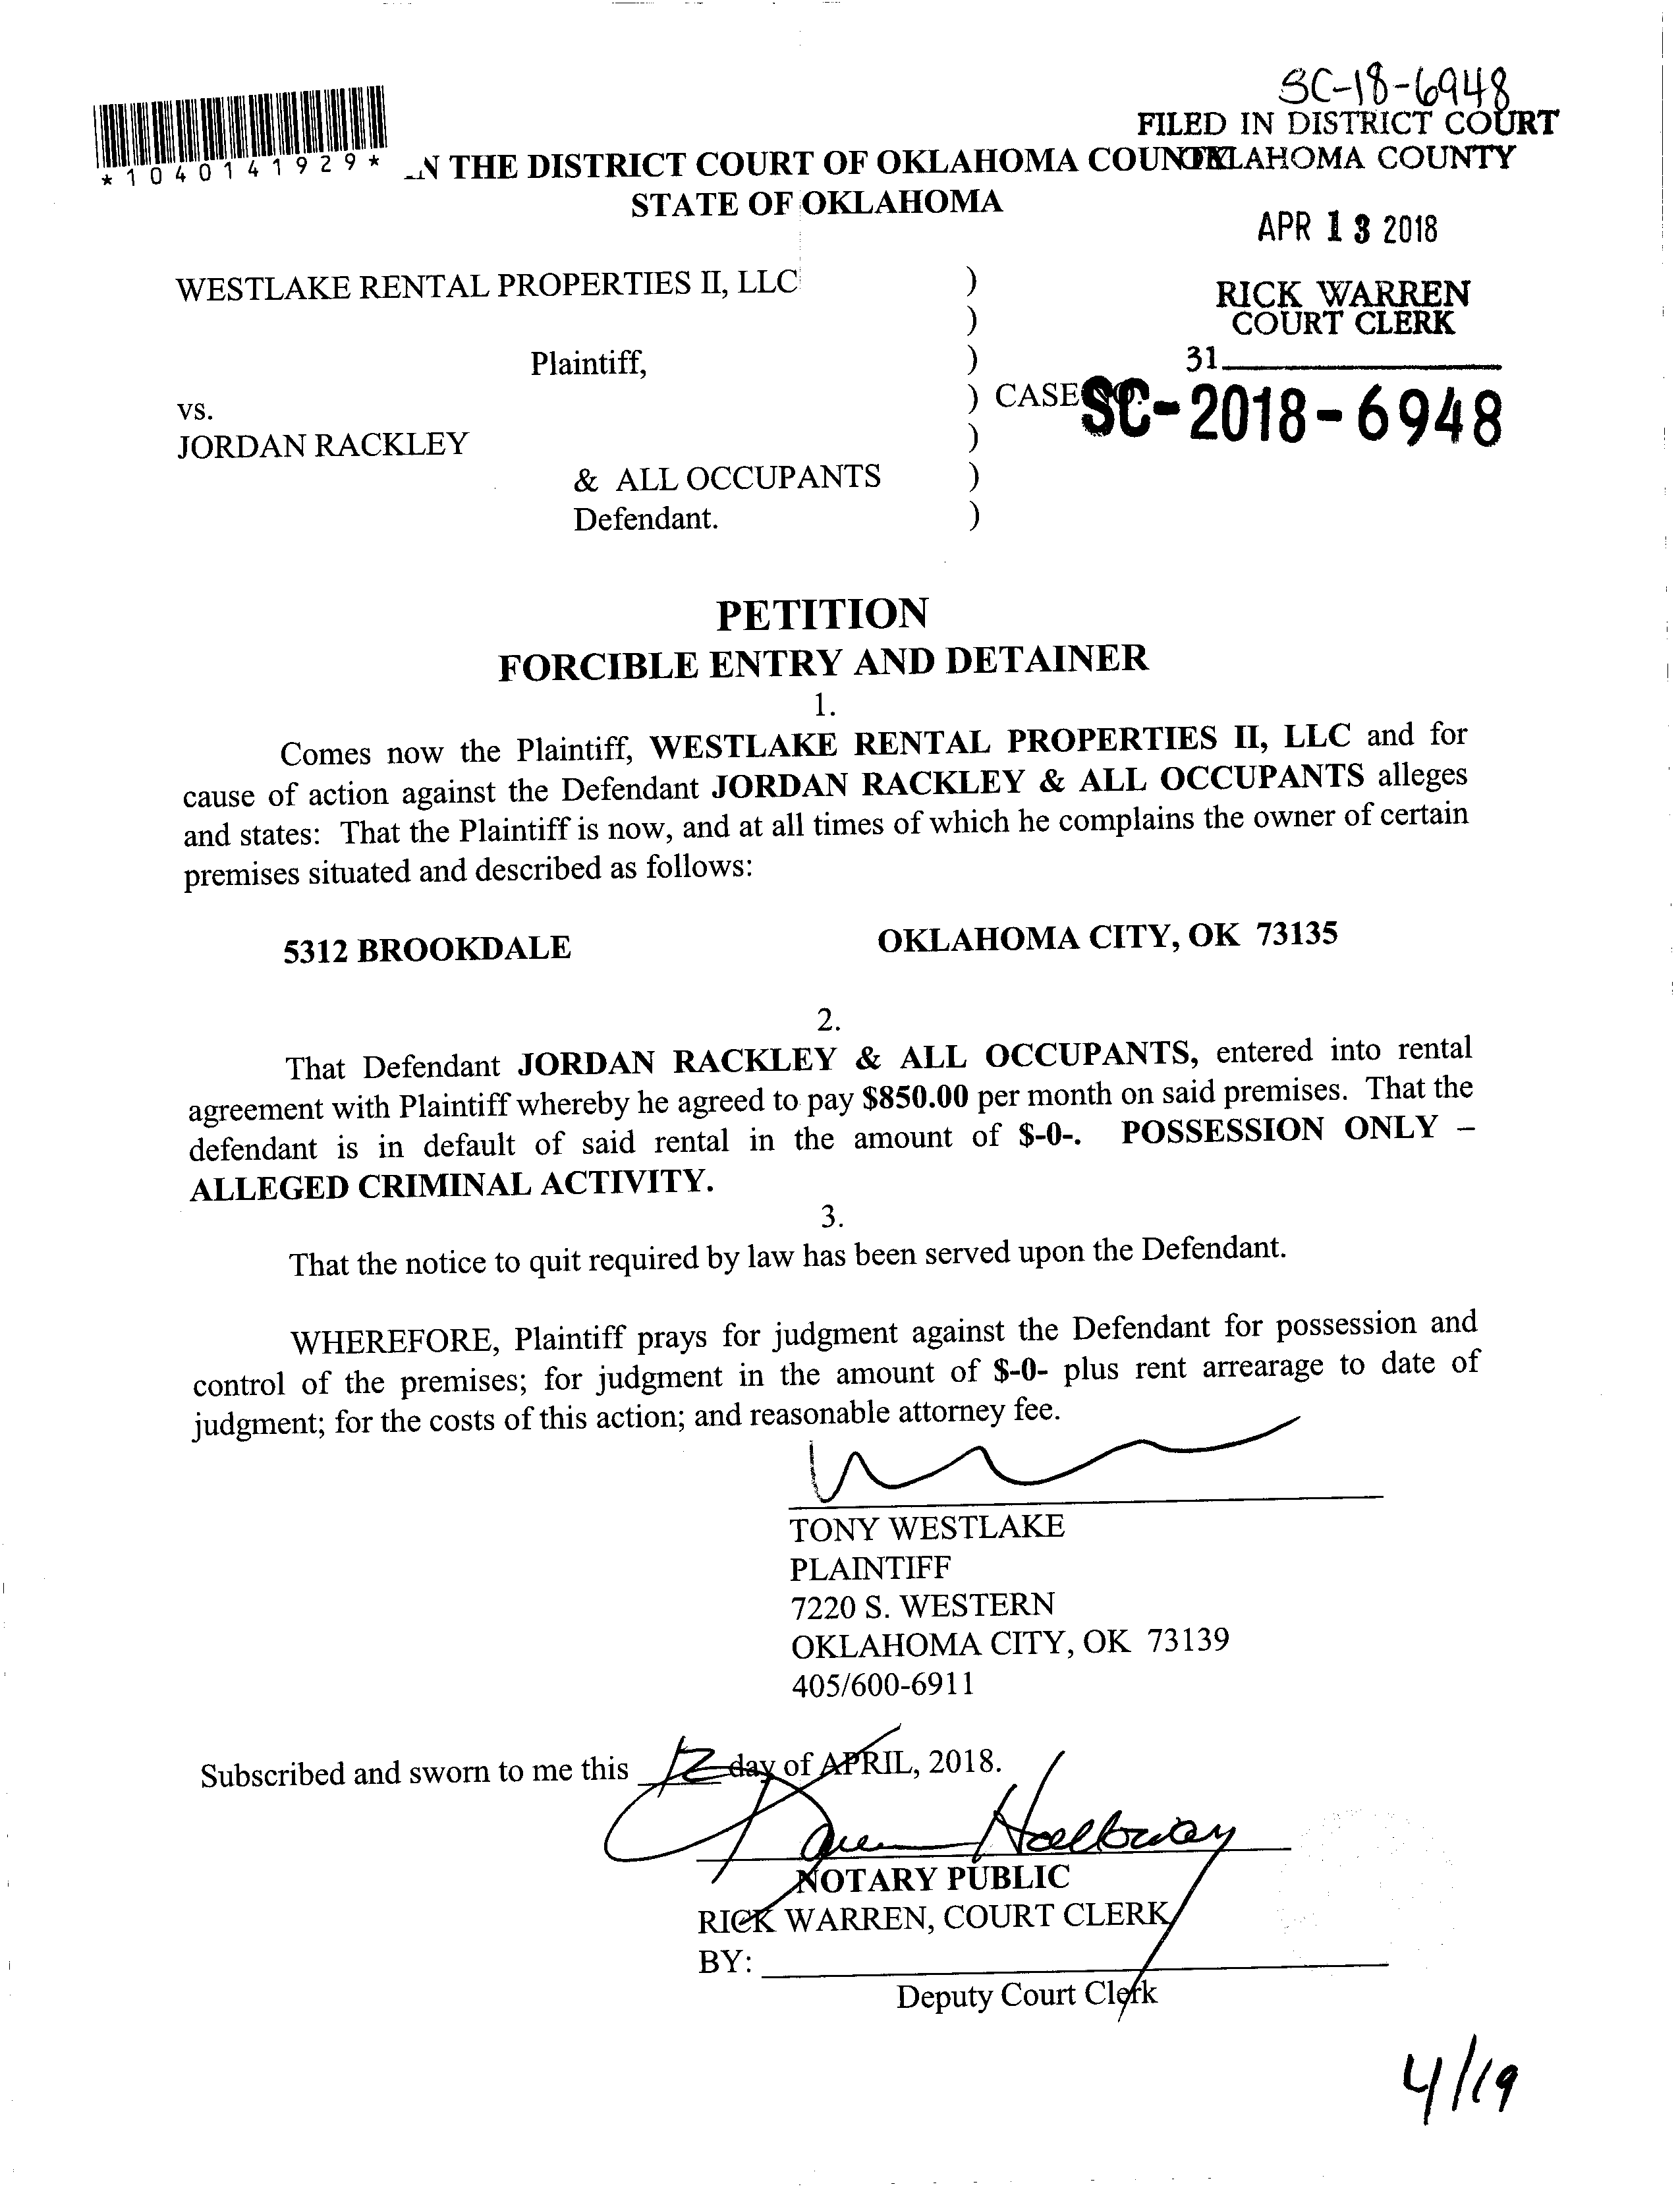 SC-18-6948
FILED IN DISTRICT COURT
OKLAHOMA COUNTY
*1040141929*
IN THE DISTRICT COURT OF OKLAHOMA COUNTY
STATE OF OKLAHOMA
APR 13 2018
WESTLAKE RENTAL PROPERTIES II, LLC )
RICK WARREN
COURT CLERK
)
Plaintiff, )
31
vs. ) CASE NO.
SC-2018-6948
JORDAN RACKLEY )
& ALL OCCUPANTS )
Defendant. )
PETITION
FORCIBLE ENTRY AND DETAINER
1.
Comes now the Plaintiff, WESTLAKE RENTAL PROPERTIES II, LLC and for
cause of action against the Defendant JORDAN RACKLEY & ALL OCCUPANTS alleges
and states: That the Plaintiff is now, and at all times of which he complains the owner of certain
premises situated and described as follows:
5312 BROOKDALE OKLAHOMA CITY, OK 73135
2.
That Defendant JORDAN RACKLEY & ALL OCCUPANTS, entered into rental
agreement with Plaintiff whereby he agreed to pay $850.00 per month on said premises. That the
defendant is in default of said rental in the amount of $-0-. POSSESSION ONLY –
ALLEGED CRIMINAL ACTIVITY.
3.
That the notice to quit required by law has been served upon the Defendant.
WHEREFORE, Plaintiff prays for judgment against the Defendant for possession and
control of the premises; for judgment in the amount of $-0- plus rent arrearage to date of
judgment; for the costs of this action; and reasonable attorney fee.
TONY WESTLAKE
PLAINTIFF
7220 S. WESTERN
OKLAHOMA CITY, OK 73139
405/600-6911
Subscribed and sworn to me this 12 day of APRIL, 2018.
Holloway
NOTARY PUBLIC
RICK WARREN, COURT CLERK
BY:
Deputy Court Clerk
4/19